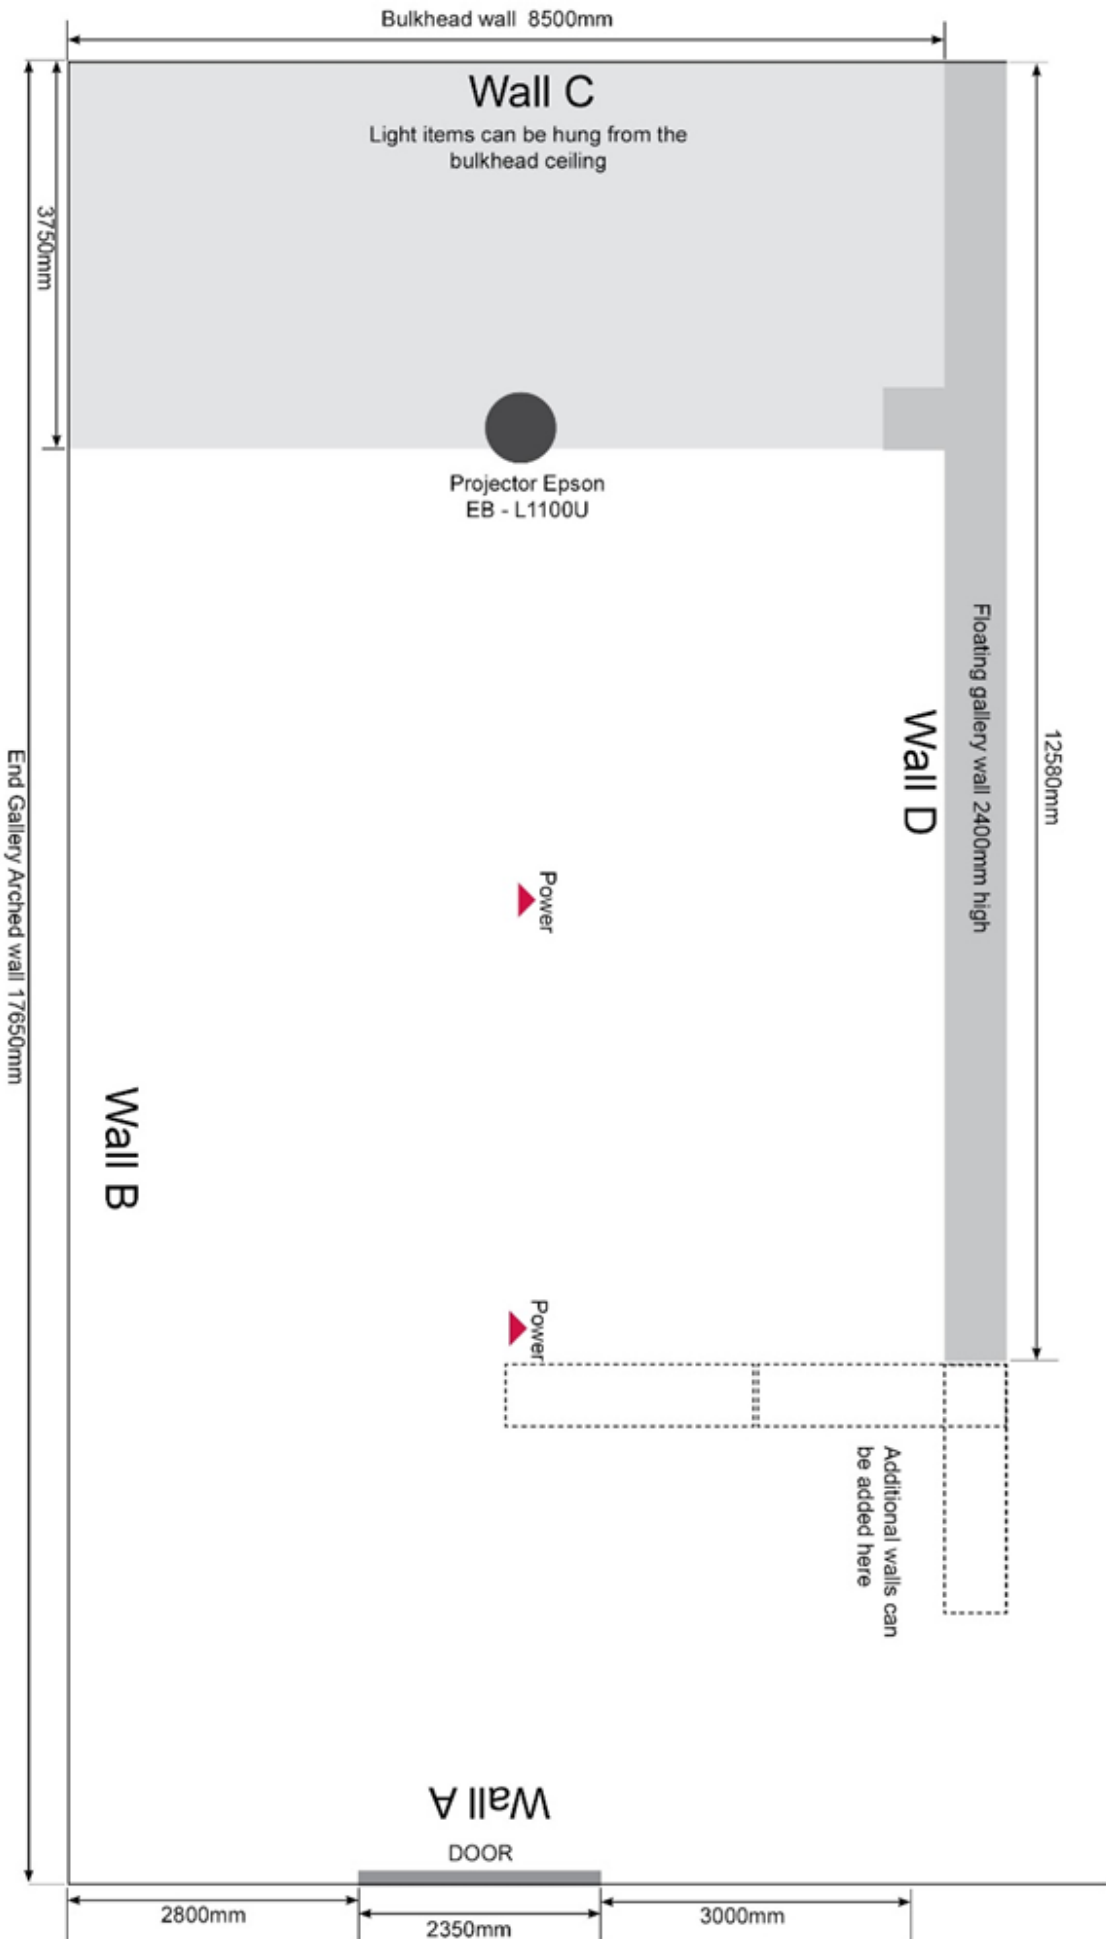 Bulkhead wall 8500mm
Wall C
Light items can be hung from the
bulkhead ceiling
3750mm
Projector Epson
EB - L1100U
Floating gallery wall 2400mm high
Wall D
12580mm
End Gallery Arched wall 17650mm
Power
Wall B
Power
Additional walls can
be added here
Wall A
DOOR
2800mm
2350mm
3000mm